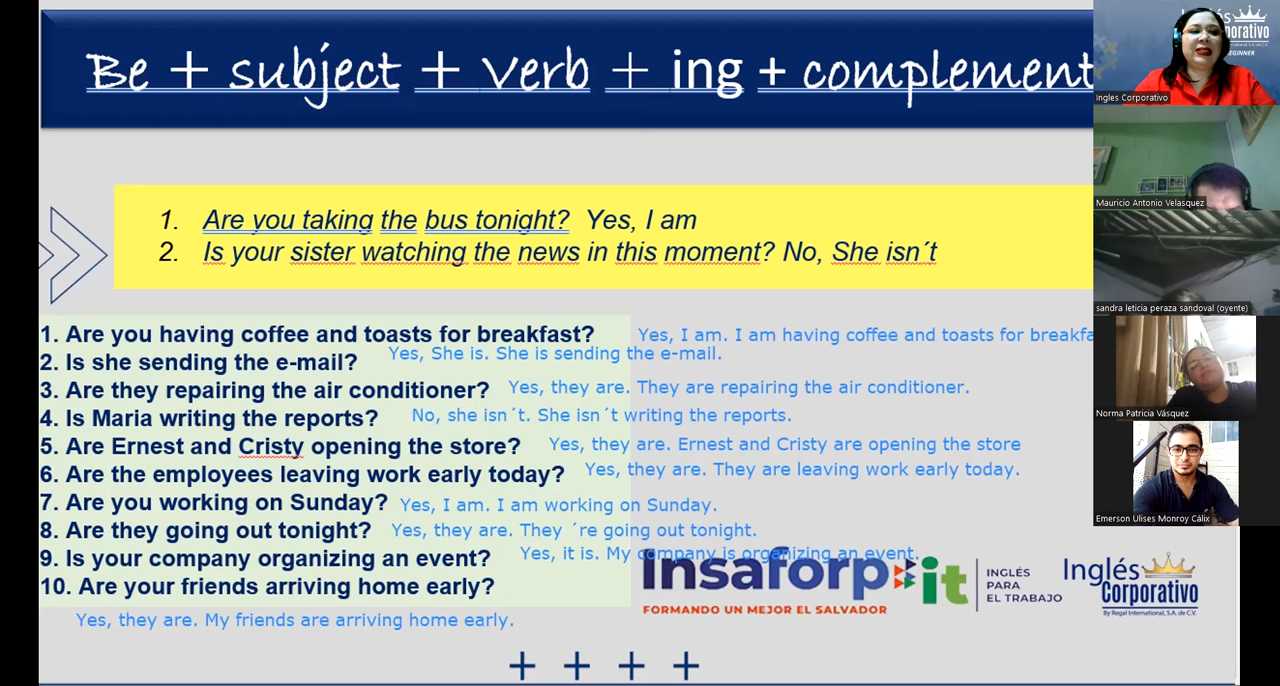 Be + subject + Verb + ing + complement
1. Are you taking the bus tonight? Yes, I am
2. Is your sister watching the news in this moment? No, She isn´t
1. Are you having coffee and toasts for breakfast? Yes, I am. I am having coffee and toasts for breakfa
2. Is she sending the e-mail? Yes, She is. She is sending the e-mail.
3. Are they repairing the air conditioner? Yes, they are. They are repairing the air conditioner.
4. Is Maria writing the reports? No, she isn´t. She isn´t writing the reports.
5. Are Ernest and Cristy opening the store? Yes, they are. Ernest and Cristy are opening the store
6. Are the employees leaving work early today? Yes, they are. They are leaving work early today.
7. Are you working on Sunday? Yes, I am. I am working on Sunday.
8. Are they going out tonight? Yes, they are. They ´re going out tonight.
9. Is your company organizing an event? Yes, it is. My company is organizing an event.
10. Are your friends arriving home early?
Yes, they are. My friends are arriving home early.
+ + + +
Insaforp it
FORMANDO UN MEJOR EL SALVADOR
INGLÉS
PARA
EL TRABAJO
Inglés
Corporativo
By Regal International, S.A. de C.V.
Ingles Corporativo
Mauricio Antonio Velasquez
sandra leticia peraza sandoval (oyente)
Norma Patricia Vásquez
Emerson Ulises Monroy Cálix